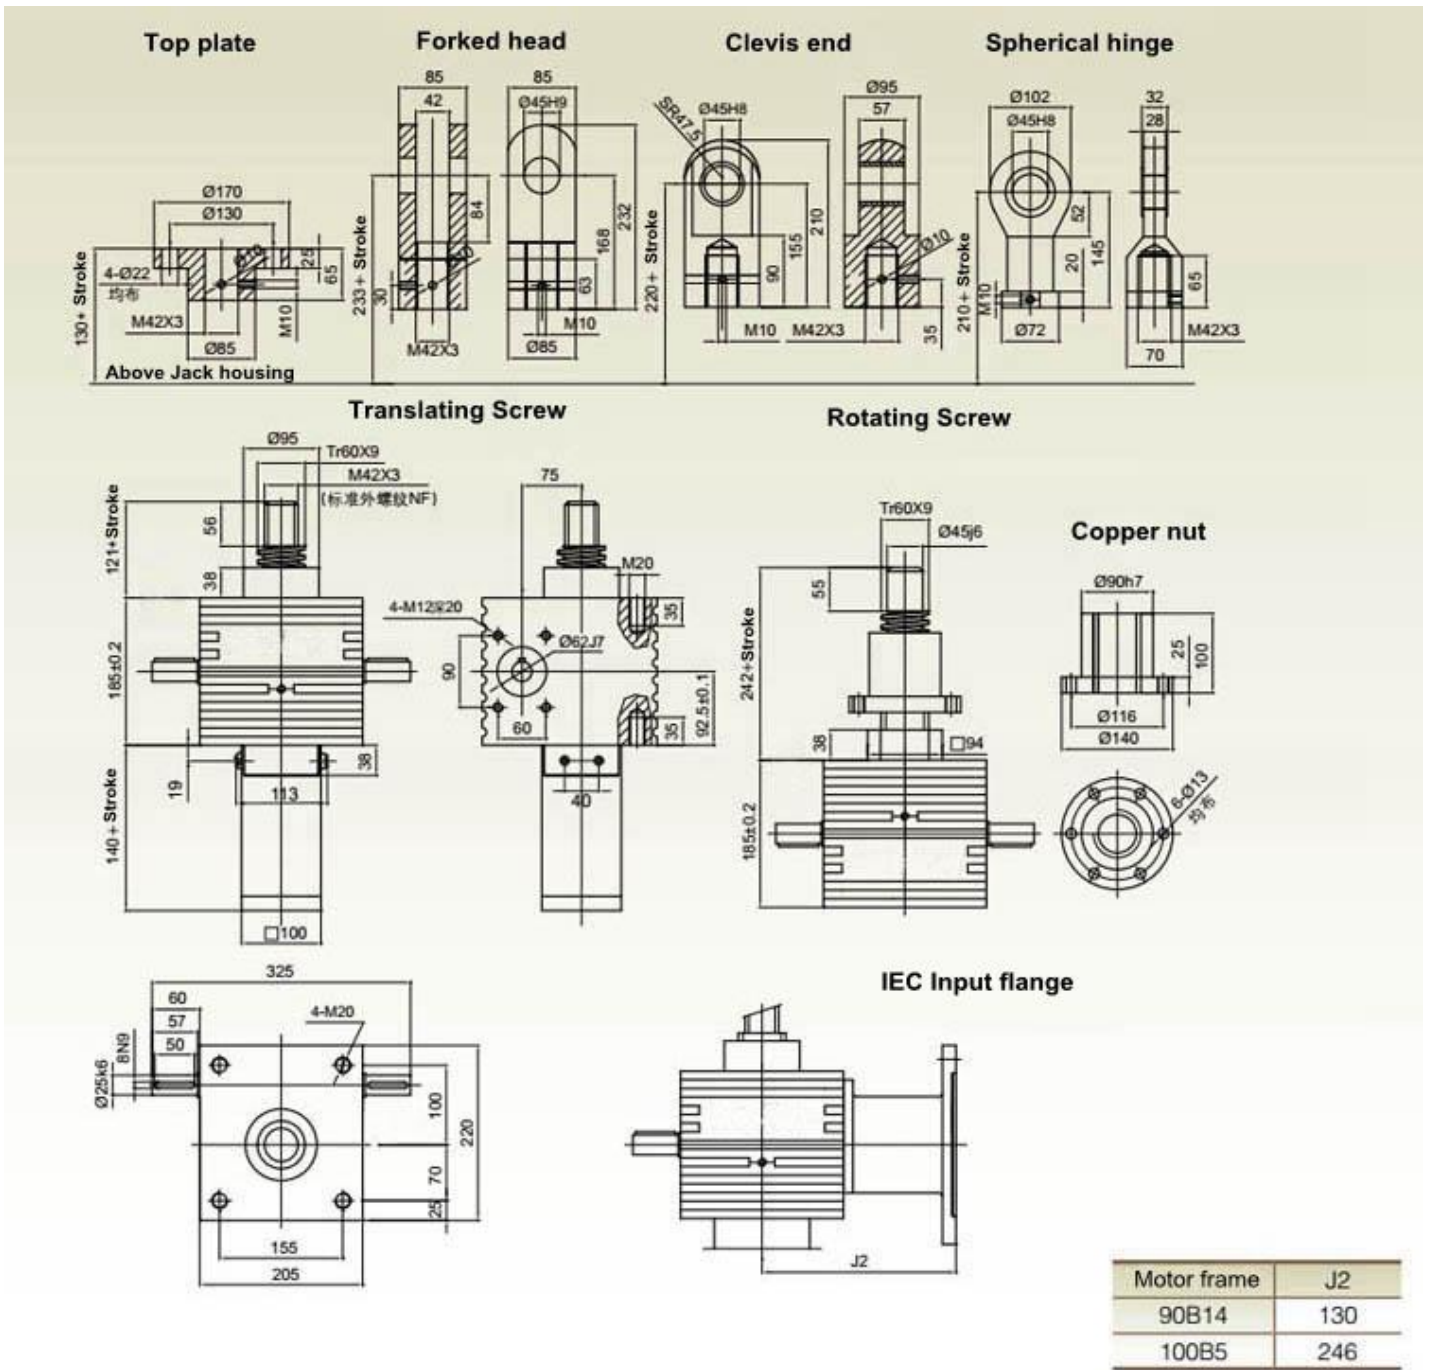 Top plate
Forked head
Clevis end
Spherical hinge
Ø170
Ø130
4-Ø22
均布
M42X3
Ø85
Ø10
25
65
M10
130+ Stroke
Above Jack housing
85
42
84
Ø10
30
M42X3
233+ Stroke
85
Ø45H9
232
168
63
M10
Ø85
SR47.5
Ø45H8
210
155
90
M10
220+ Stroke
Ø95
57
Ø10
M42X3
35
Ø102
Ø45H8
52
145
20
M10
Ø72
210+ Stroke
32
28
65
M42X3
70
Translating Screw
Rotating Screw
Ø95
Tr60X9
M42X3
(标准外螺纹NF)
121+Stroke
56
38
185±0.2
140+Stroke
19
113
38
□100
75
M20
4-M12深20
35
Ø62J7
90
60
92.5±0.1
35
40
Tr60X9
Ø45j6
55
242+Stroke
38
□94
185±0.2
Copper nut
Ø90h7
25
100
Ø116
Ø140
6-Ø13
均布
325
60
57
50
4-M20
8N9
Ø25k6
100
220
70
25
155
205
IEC Input flange
J2
Motor frame J2
90B14 130
100B5 246